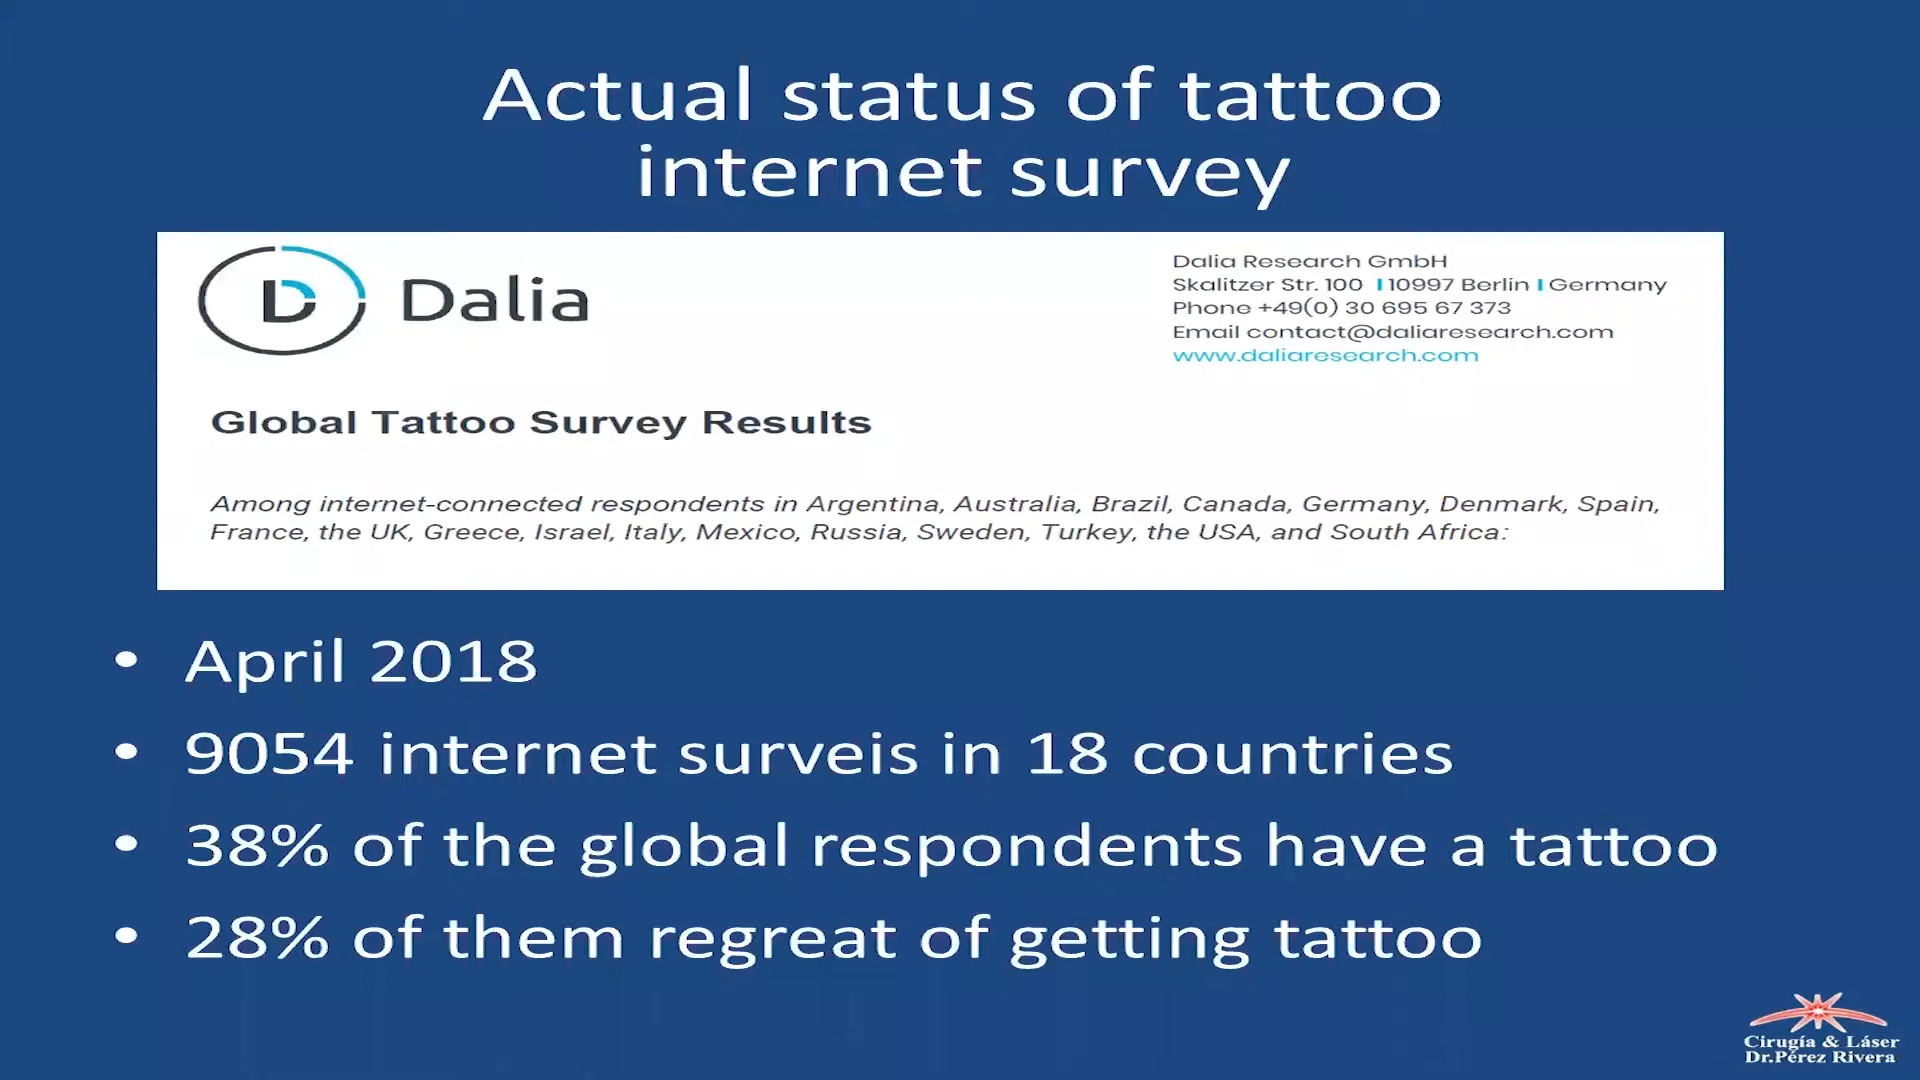 Actual status of tattoo
internet survey
D Dalia
Dalia Research GmbH
Skalitzer Str. 100 | 10997 Berlin | Germany
Phone +49(0) 30 695 67 373
Email contact@daliaresearch.com
www.daliaresearch.com
Global Tattoo Survey Results
Among internet-connected respondents in Argentina, Australia, Brazil, Canada, Germany, Denmark, Spain,
France, the UK, Greece, Israel, Italy, Mexico, Russia, Sweden, Turkey, the USA, and South Africa:
• April 2018
• 9054 internet surveis in 18 countries
• 38% of the global respondents have a tattoo
• 28% of them regreat of getting tattoo
Cirugía & Láser
Dr.Pérez Rivera